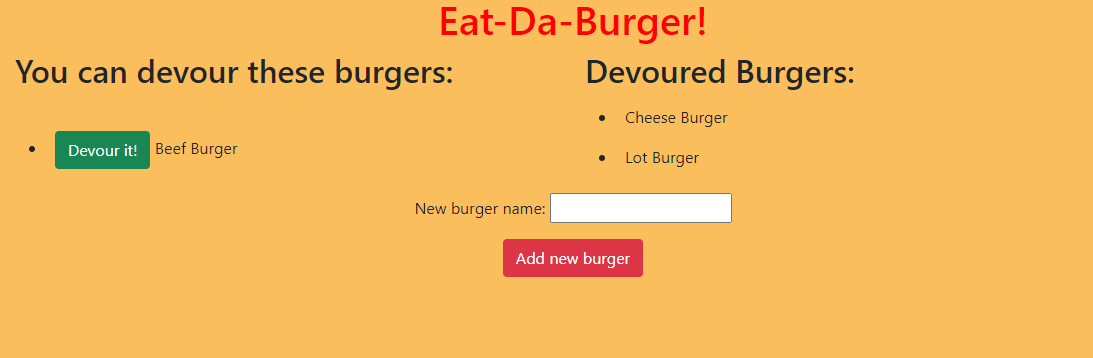 Eat-Da-Burger!
You can devour these burgers:
Devour it! Beef Burger
Devoured Burgers:
Cheese Burger
Lot Burger
New burger name:
Add new burger